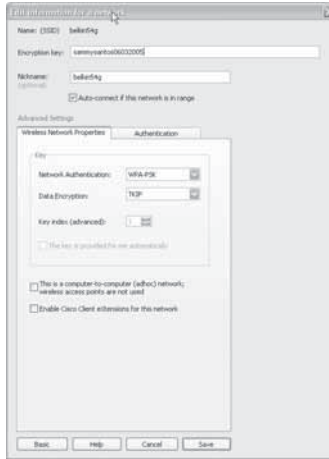 Edit information for a network
Name: (SSID) belkin54g
Encryption key: sammysantos06032005
Nickname: belkin54g
(optional)
Auto-connect if this network is in range
Advanced Settings
Wireless Network Properties Authentication
Key
Network Authentication: WPA-PSK
Data Encryption: TKIP
Key index (advanced): 1
The key is provided for me automatically
This is a computer-to-computer (adhoc) network;
wireless access points are not used
Enable Cisco Client extensions for this network
Basic Help Cancel Save